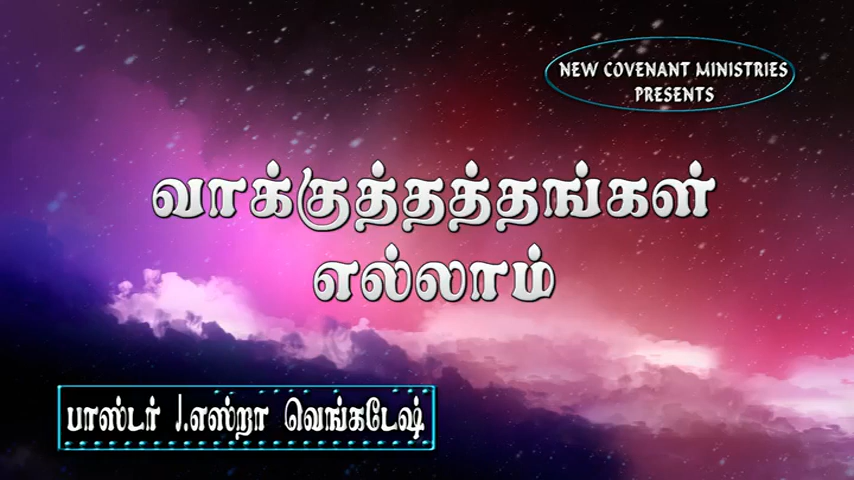 NEW COVENANT MINISTRIES
PRESENTS
வாக்குத்தத்தங்கள்
எல்லாம்
பாஸ்டர் J.எஸ்றா வெங்கடேஷ்